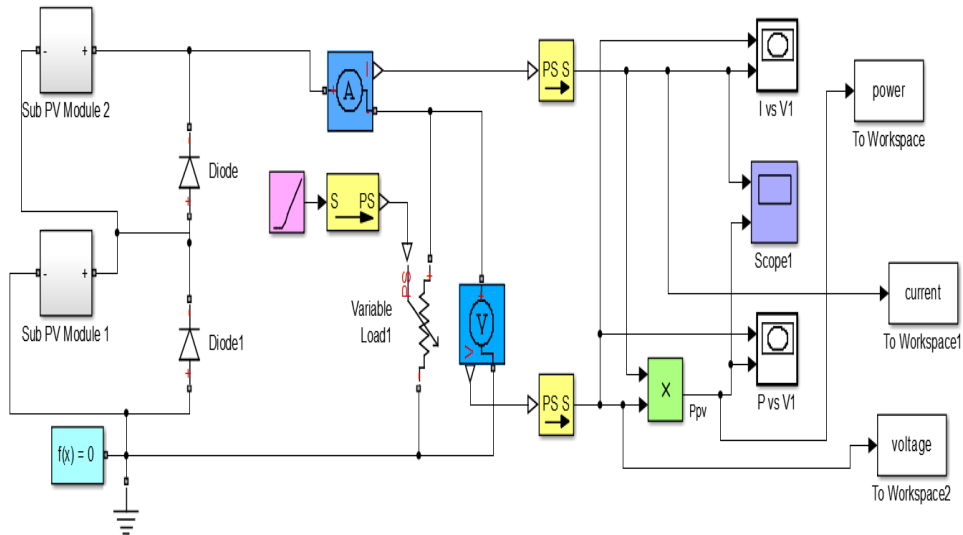 - +
Sub PV Module 2
- +
Sub PV Module 1
Diode
Diode1
f(x) = 0
+ A I
S PS
PS
+
Variable
Load1
+
V
V
PS S
PS S
I vs V1
Scope1
P vs V1
×
Ppv
power
To Workspace
current
To Workspace1
voltage
To Workspace2